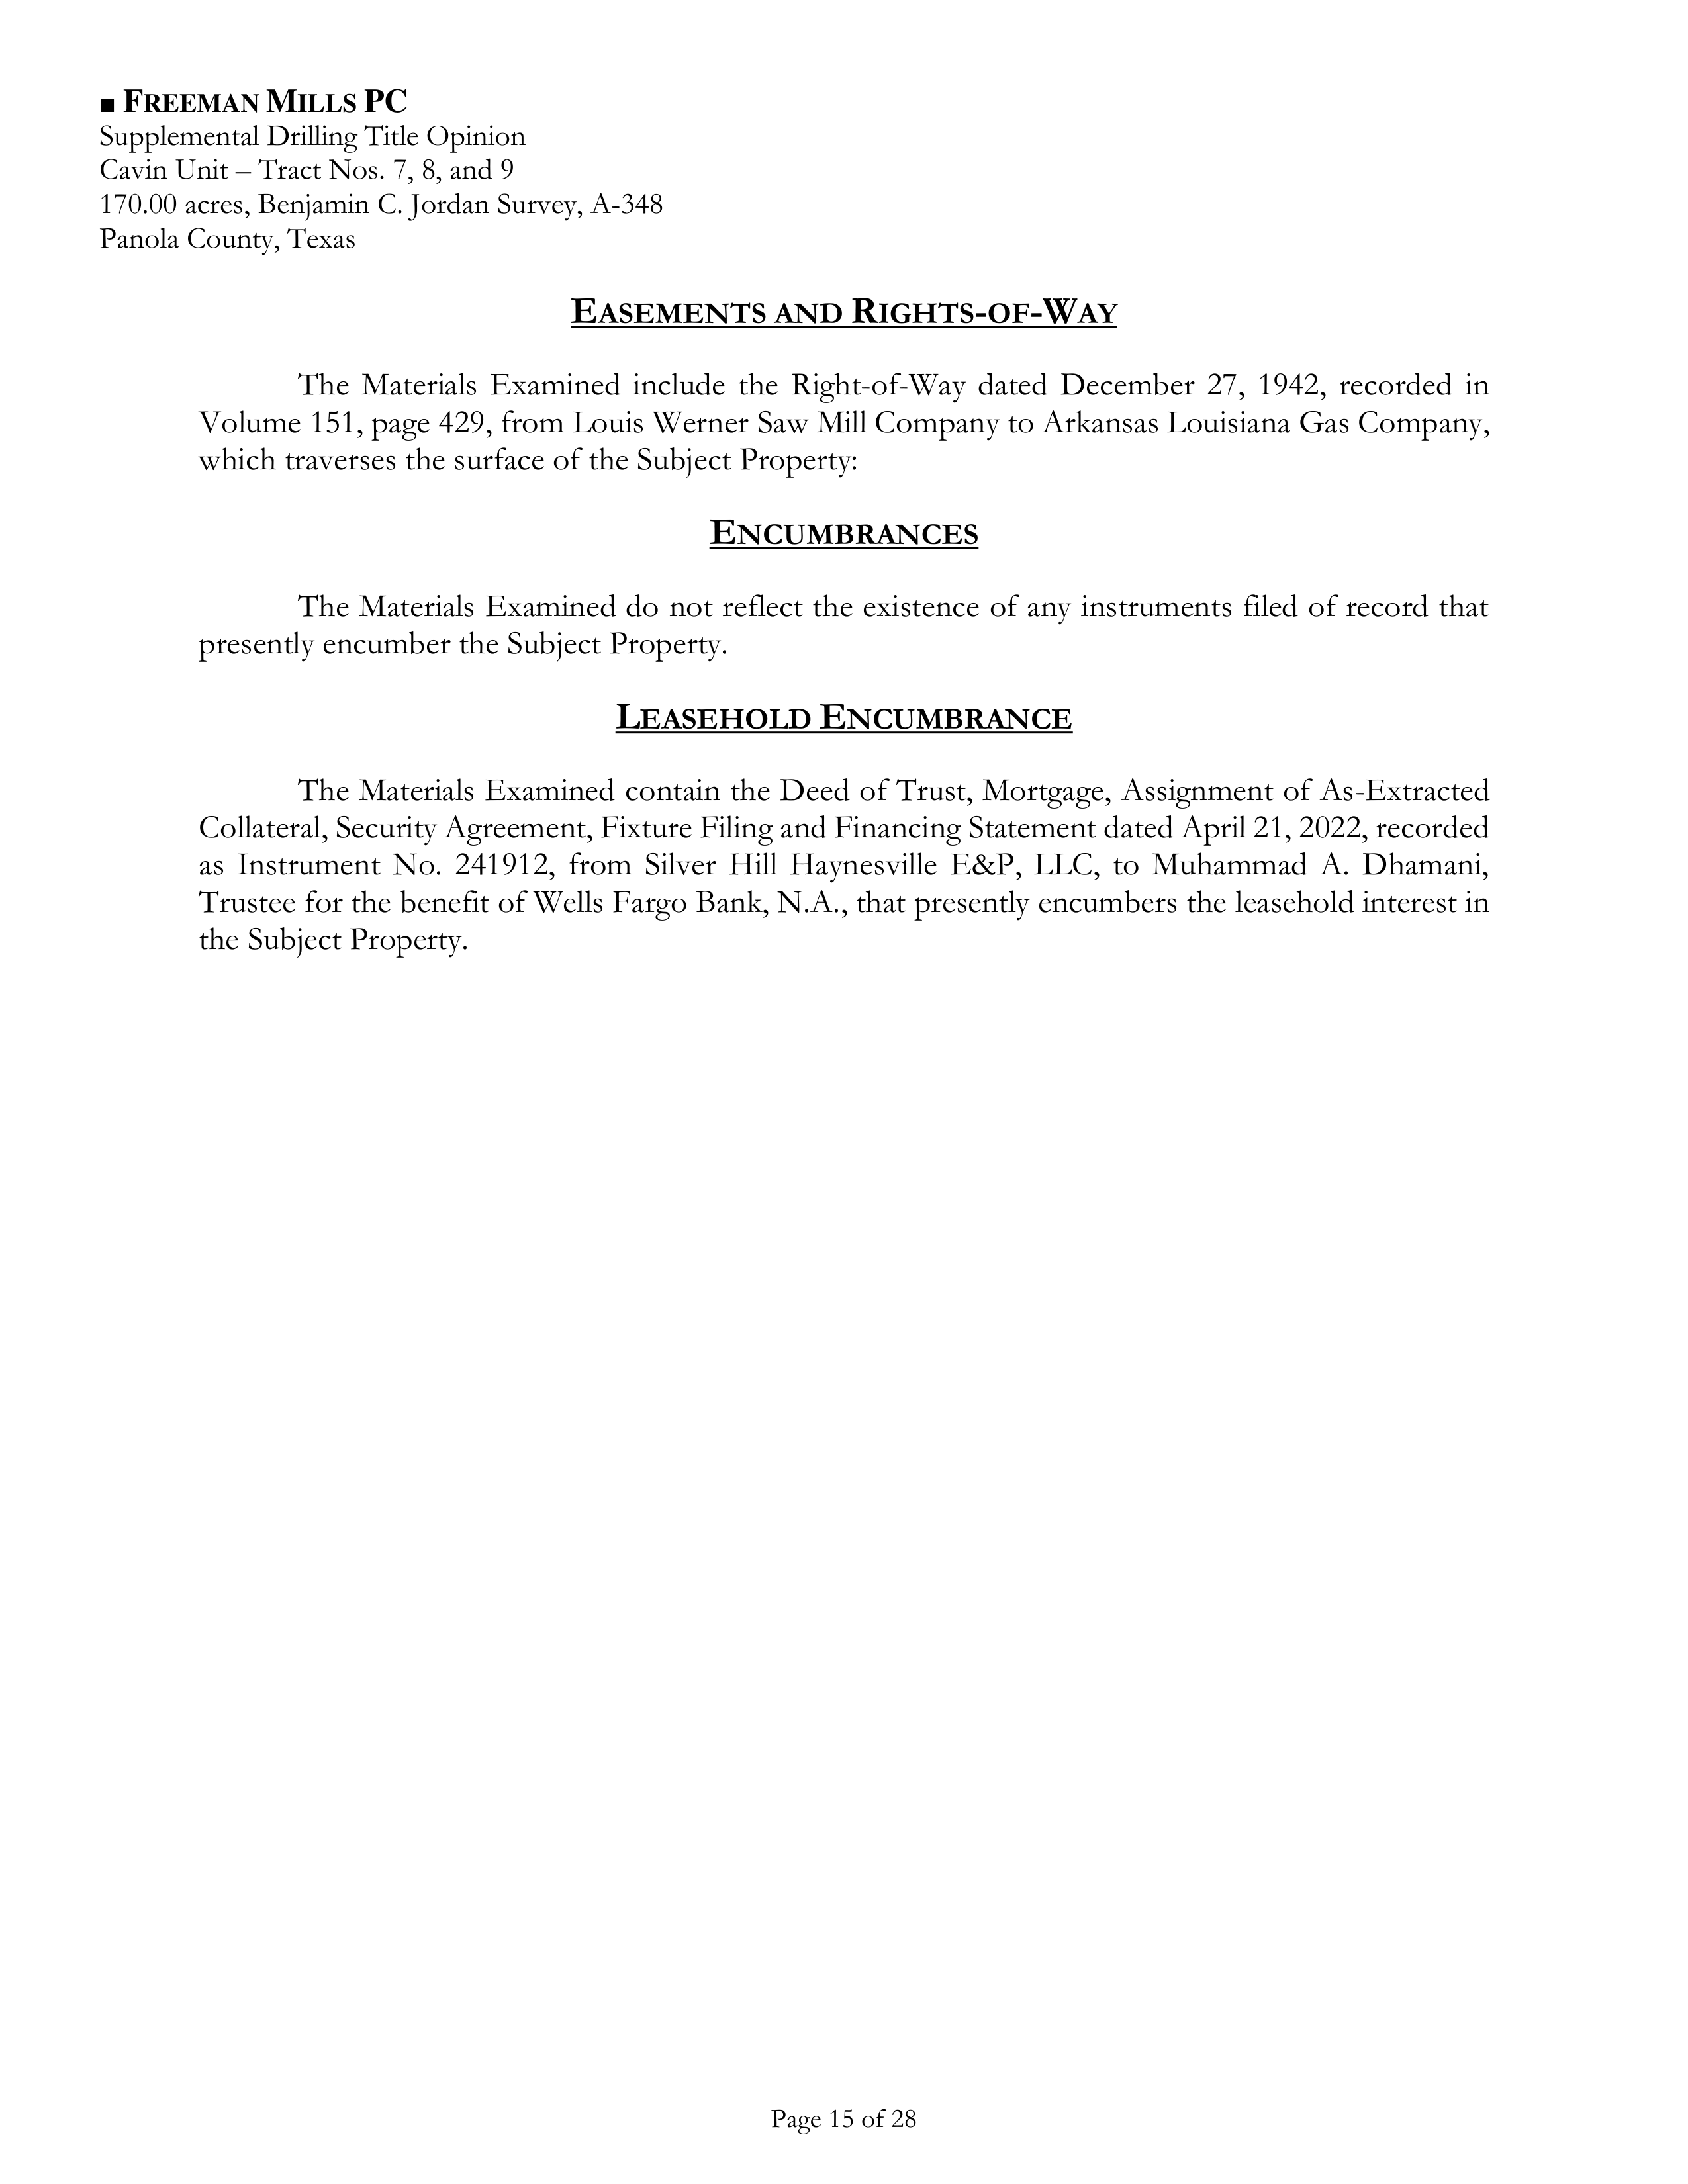 ■ FREEMAN MILLS PC
Supplemental Drilling Title Opinion
Cavin Unit – Tract Nos. 7, 8, and 9
170.00 acres, Benjamin C. Jordan Survey, A-348
Panola County, Texas
EASEMENTS AND RIGHTS-OF-WAY
The Materials Examined include the Right-of-Way dated December 27, 1942, recorded in
Volume 151, page 429, from Louis Werner Saw Mill Company to Arkansas Louisiana Gas Company,
which traverses the surface of the Subject Property:
ENCUMBRANCES
The Materials Examined do not reflect the existence of any instruments filed of record that
presently encumber the Subject Property.
LEASEHOLD ENCUMBRANCE
The Materials Examined contain the Deed of Trust, Mortgage, Assignment of As-Extracted
Collateral, Security Agreement, Fixture Filing and Financing Statement dated April 21, 2022, recorded
as Instrument No. 241912, from Silver Hill Haynesville E&P, LLC, to Muhammad A. Dhamani,
Trustee for the benefit of Wells Fargo Bank, N.A., that presently encumbers the leasehold interest in
the Subject Property.
Page 15 of 28